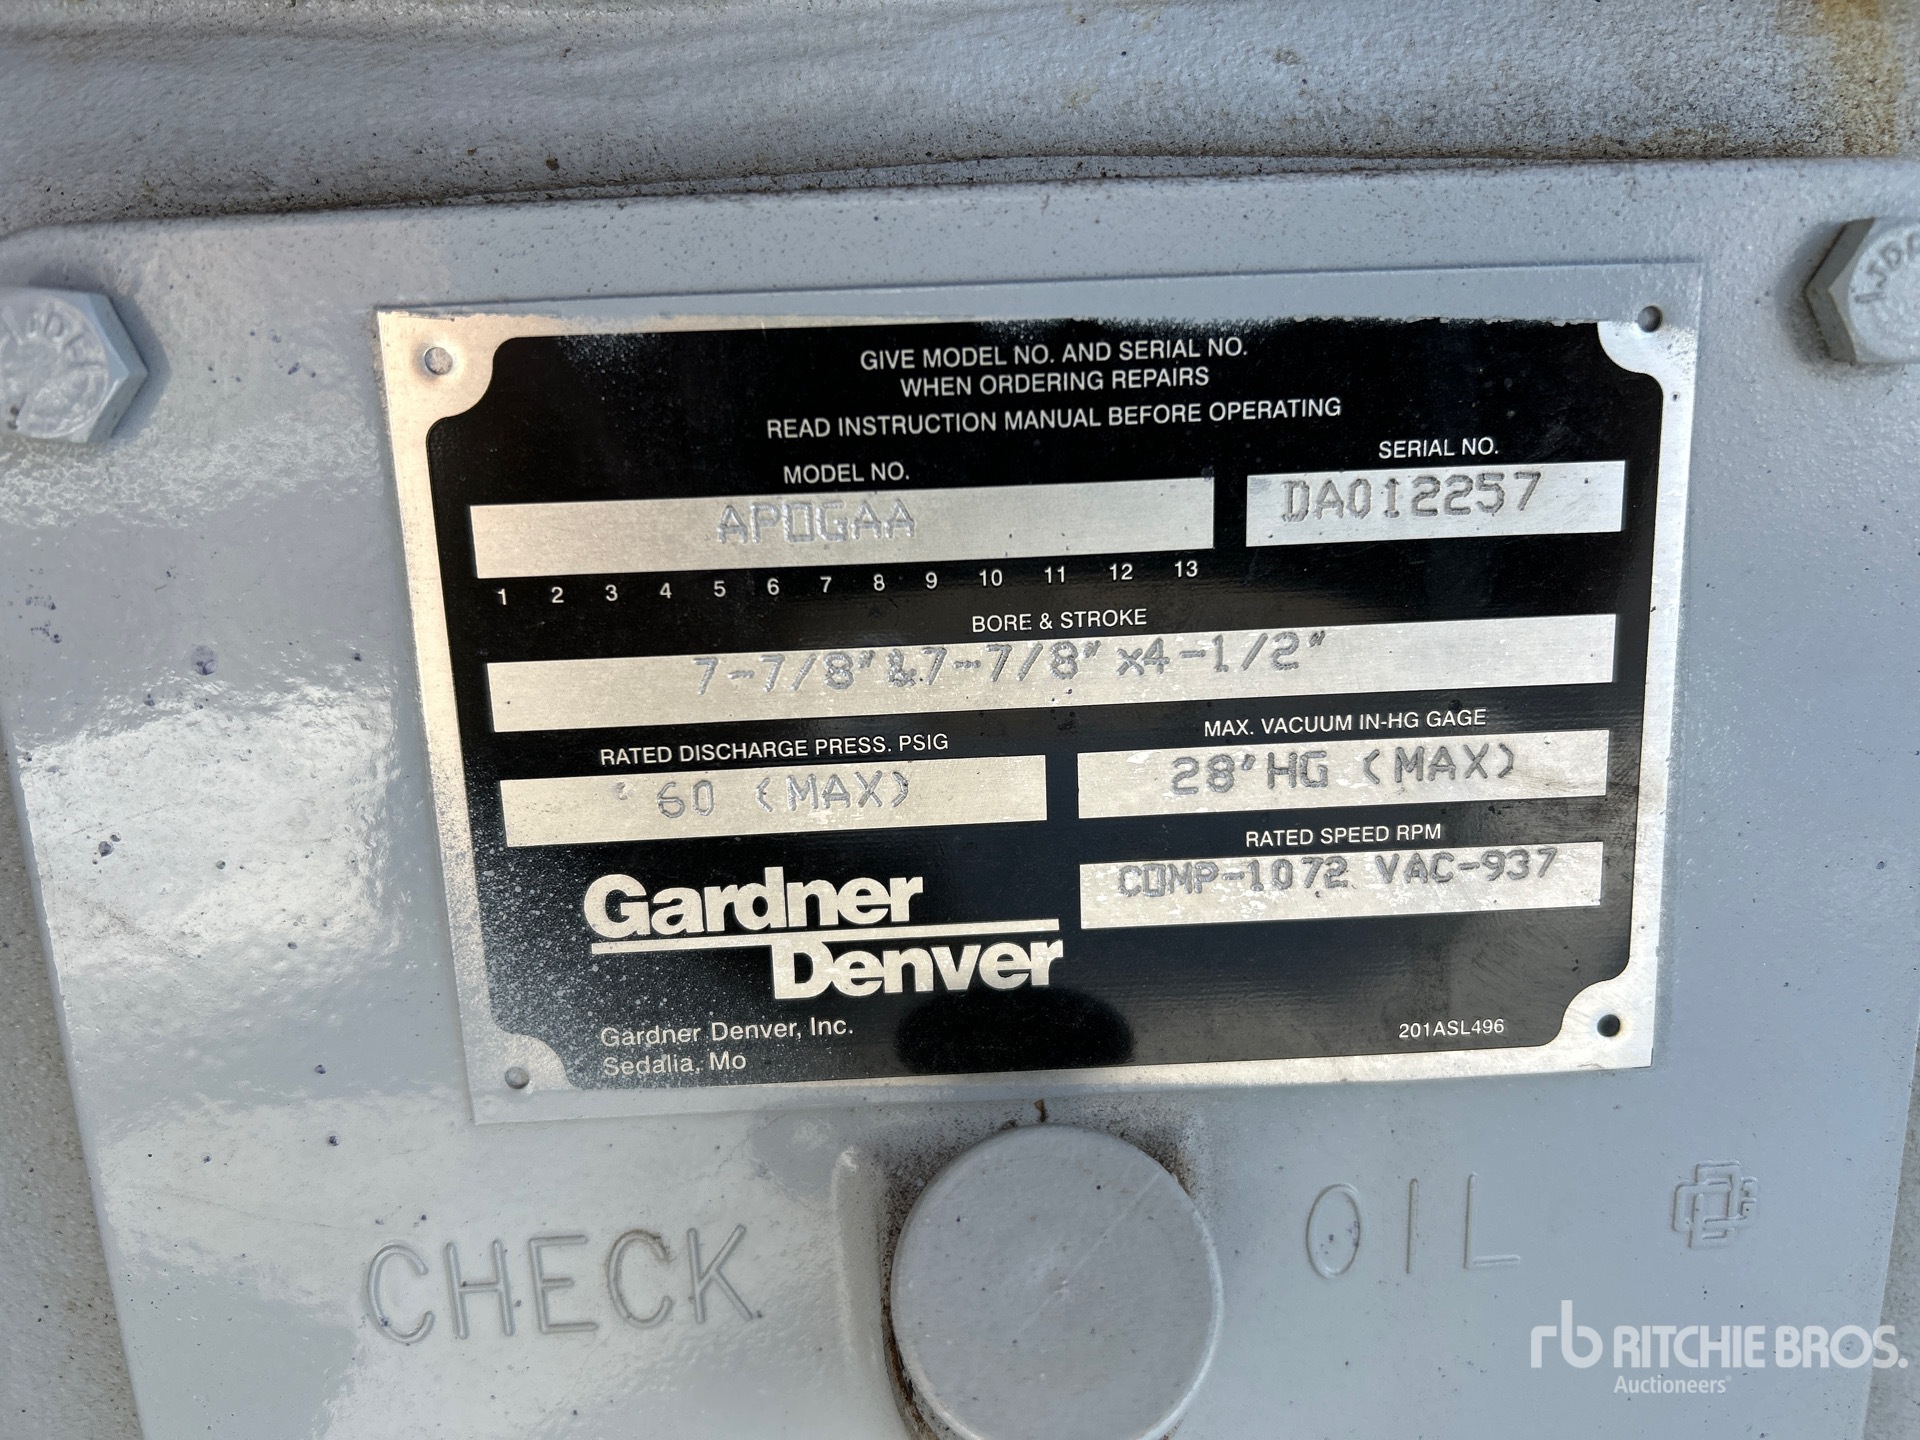 GIVE MODEL NO. AND SERIAL NO.
WHEN ORDERING REPAIRS
READ INSTRUCTION MANUAL BEFORE OPERATING
MODEL NO.
SERIAL NO.
APOGAA
DA012257
1 2 3 4 5 6 7 8 9 10 11 12 13
BORE & STROKE
7-7/8"&7-7/8" x4-1/2"
RATED DISCHARGE PRESS. PSIG
MAX. VACUUM IN-HG GAGE
60 (MAX)
28"HG (MAX)
RATED SPEED RPM
COMP-1072 VAC-937
Gardner
Denver
Gardner Denver, Inc.
Sedalia, Mo
201ASL496
CHECK OIL
rb RITCHIE BROS.
Auctioneers